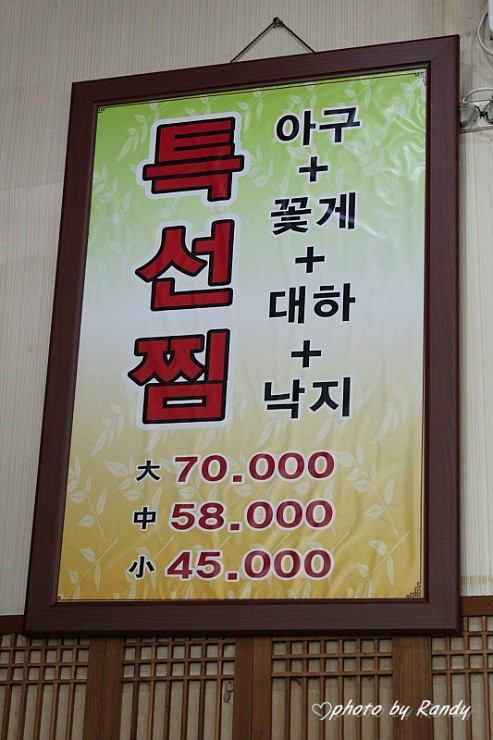 특선찜
아구
+
꽃게
+
대하
+
낙지
大 70.000
中 58.000
小 45.000
♡photo by Randy